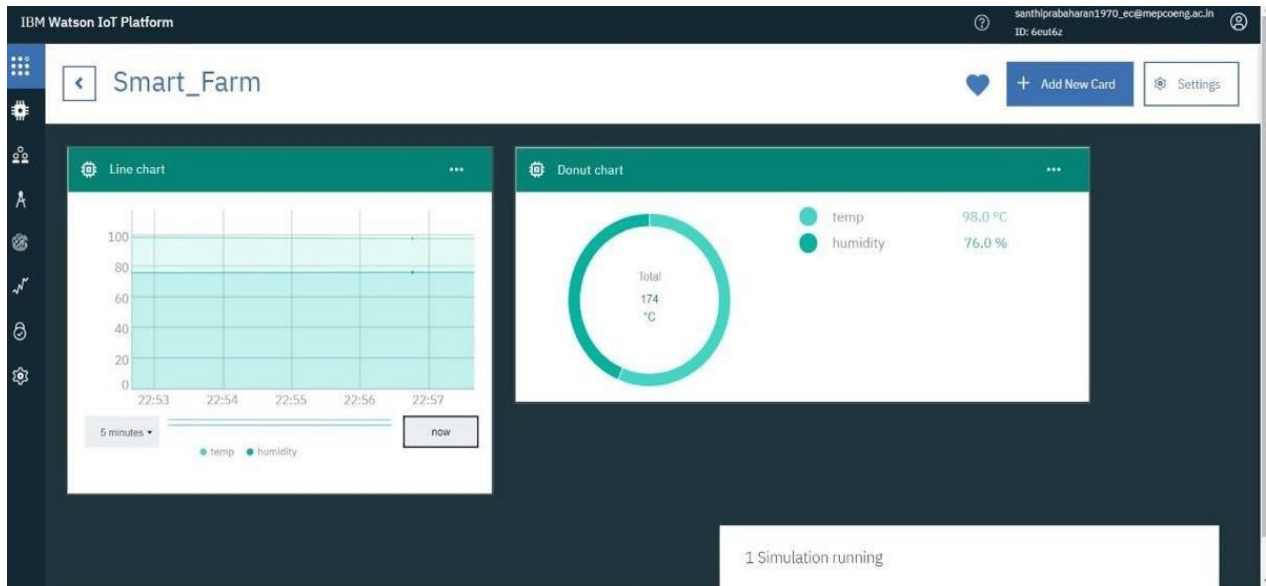 IBM Watson IoT Platform
santhiprabaharan1970_ec@mepcoeng.ac.in
ID: 6eut6z
Smart_Farm
+ Add New Card
Settings
Line chart
100
80
60
40
20
0
22:53 22:54 22:55 22:56 22:57
5 minutes
now
temp humidity
Donut chart
Total
174
°C
temp 98.0 °C
humidity 76.0 %
1 Simulation running